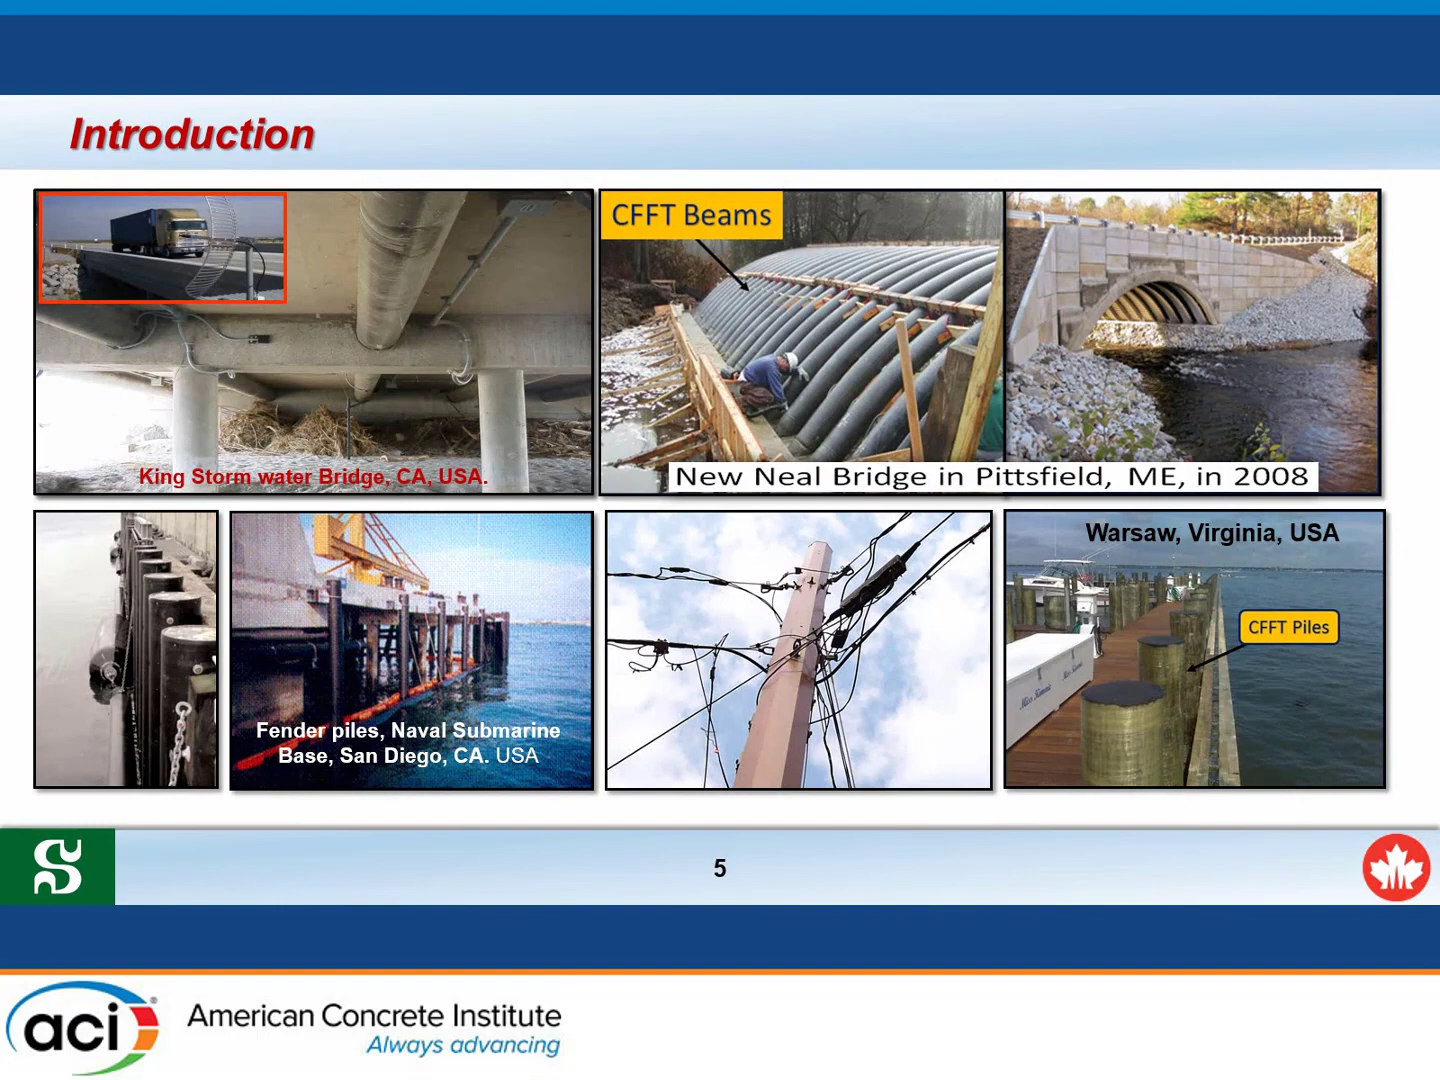 Introduction
CFFT Beams
King Storm water Bridge, CA, USA.
New Neal Bridge in Pittsfield, ME, in 2008
Fender piles, Naval Submarine
Base, San Diego, CA. USA
Warsaw, Virginia, USA
CFFT Piles
5
aci®
American Concrete Institute
Always advancing